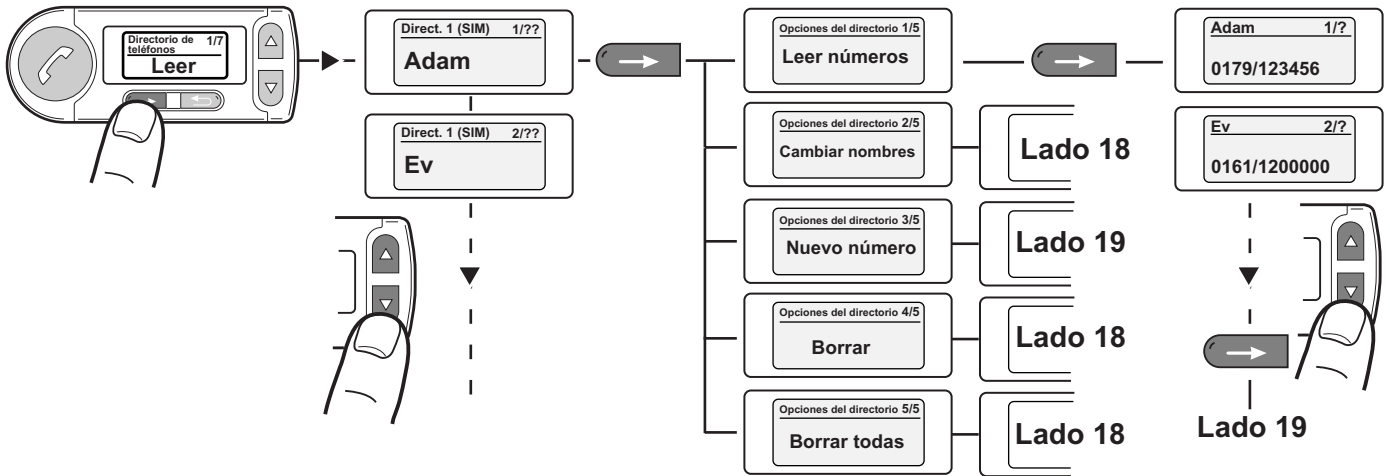 Directorio de 1/7
teléfonos
Leer
Direct. 1 (SIM) 1/??
Adam
Direct. 1 (SIM) 2/??
Ev
Opciones del directorio 1/5
Leer números
Opciones del directorio 2/5
Cambiar nombres
Lado 18
Opciones del directorio 3/5
Nuevo número
Lado 19
Opciones del directorio 4/5
Borrar
Lado 18
Opciones del directorio 5/5
Borrar todas
Lado 18
Adam 1/?
0179/123456
Ev 2/?
0161/1200000
Lado 19